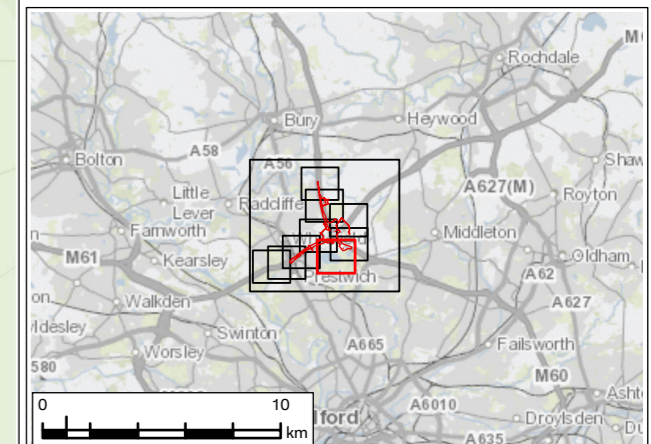 Rochdale
Bury
Heywood
A58
Bolton
A56
Shaw
A627(M)
Little
Lever
Radcliffe
Royton
Farnworth
Middleton
M61
Kearsley
Oldham
A62
Prestwich
Walkden
A627
Swinton
A665
Failsworth
Worsley
580
M60
0 10
A6010
km
Droylsden
A635